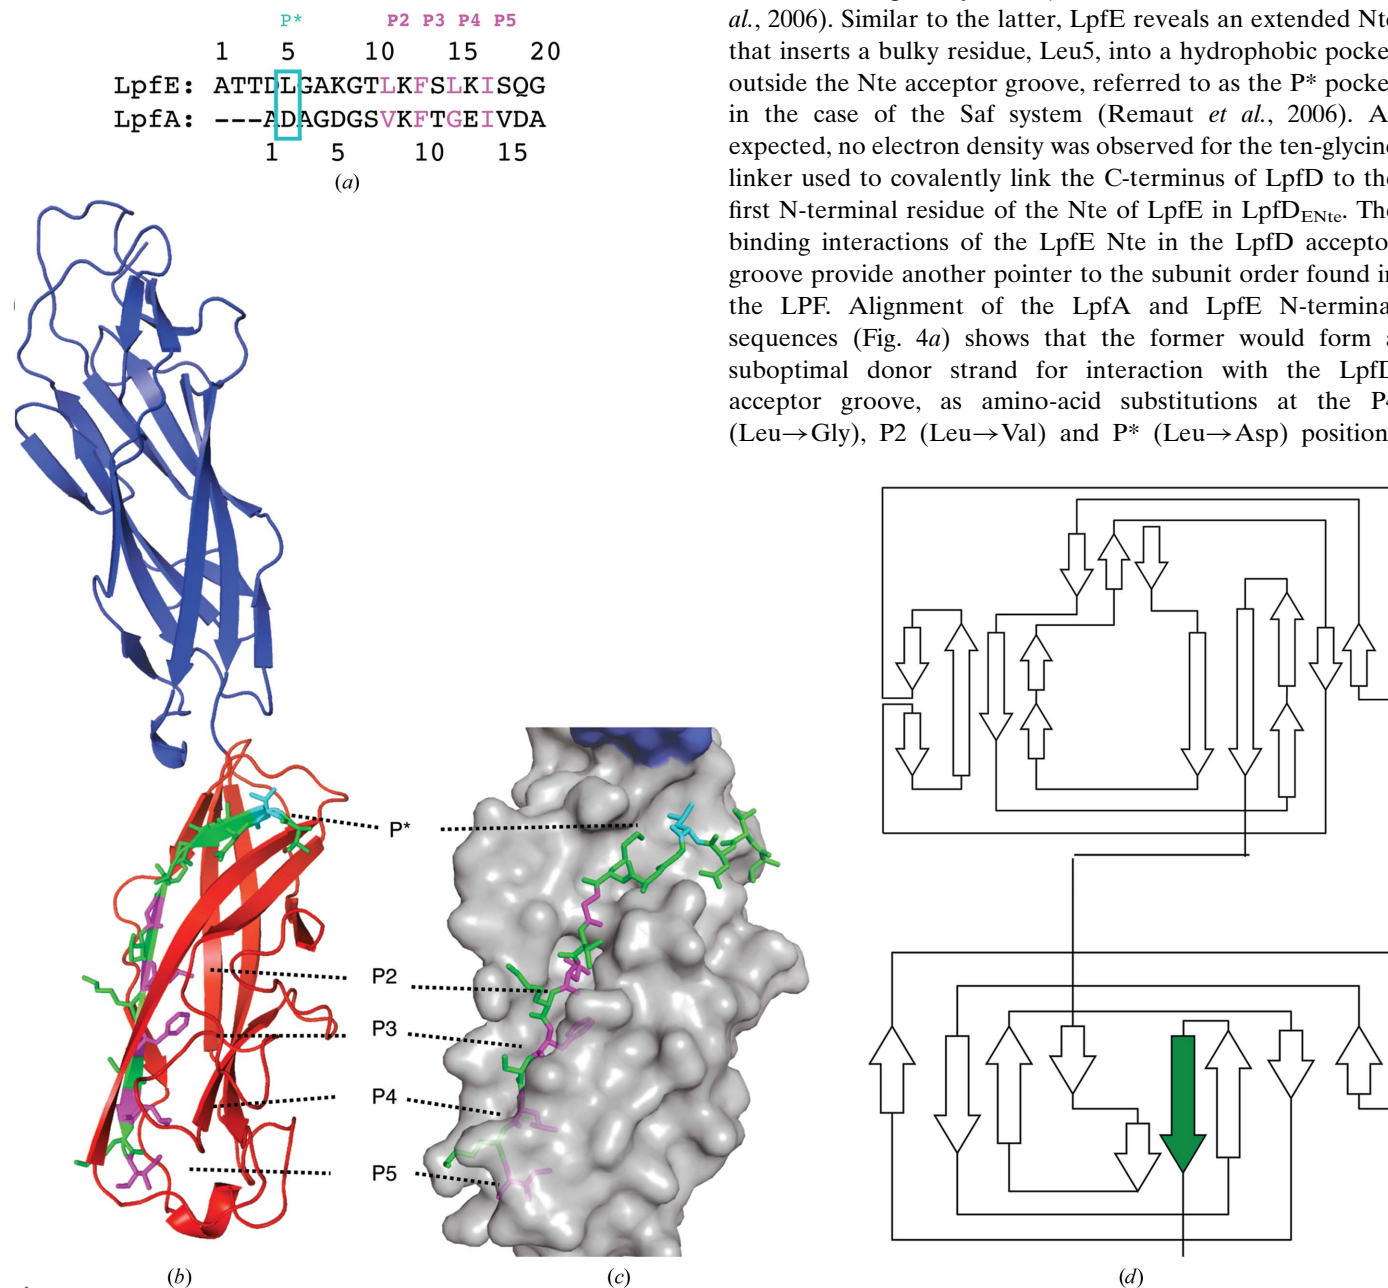 P*
P2 P3 P4 P5
1 5 10 15 20
LpfE: ATTDLGAKGTLKFSLKISQG
LpfA: ---ADAGDGSVKFTGEIVDA
1 5 10 15
(a)
al., 2006). Similar to the latter, LpfE reveals an extended Nte
that inserts a bulky residue, Leu5, into a hydrophobic pocke
outside the Nte acceptor groove, referred to as the P* pocke
in the case of the Saf system (Remaut et al., 2006). A
expected, no electron density was observed for the ten-glycine
linker used to covalently link the C-terminus of LpfD to the
first N-terminal residue of the Nte of LpfE in LpfDENte. The
binding interactions of the LpfE Nte in the LpfD accepto
groove provide another pointer to the subunit order found in
the LPF. Alignment of the LpfA and LpfE N-termina
sequences (Fig. 4a) shows that the former would form a
suboptimal donor strand for interaction with the LpfD
acceptor groove, as amino-acid substitutions at the P4
(Leu→Gly), P2 (Leu→Val) and P* (Leu→Asp) position
P*
P2
P3
P4
P5
(b)
(c)
(d)